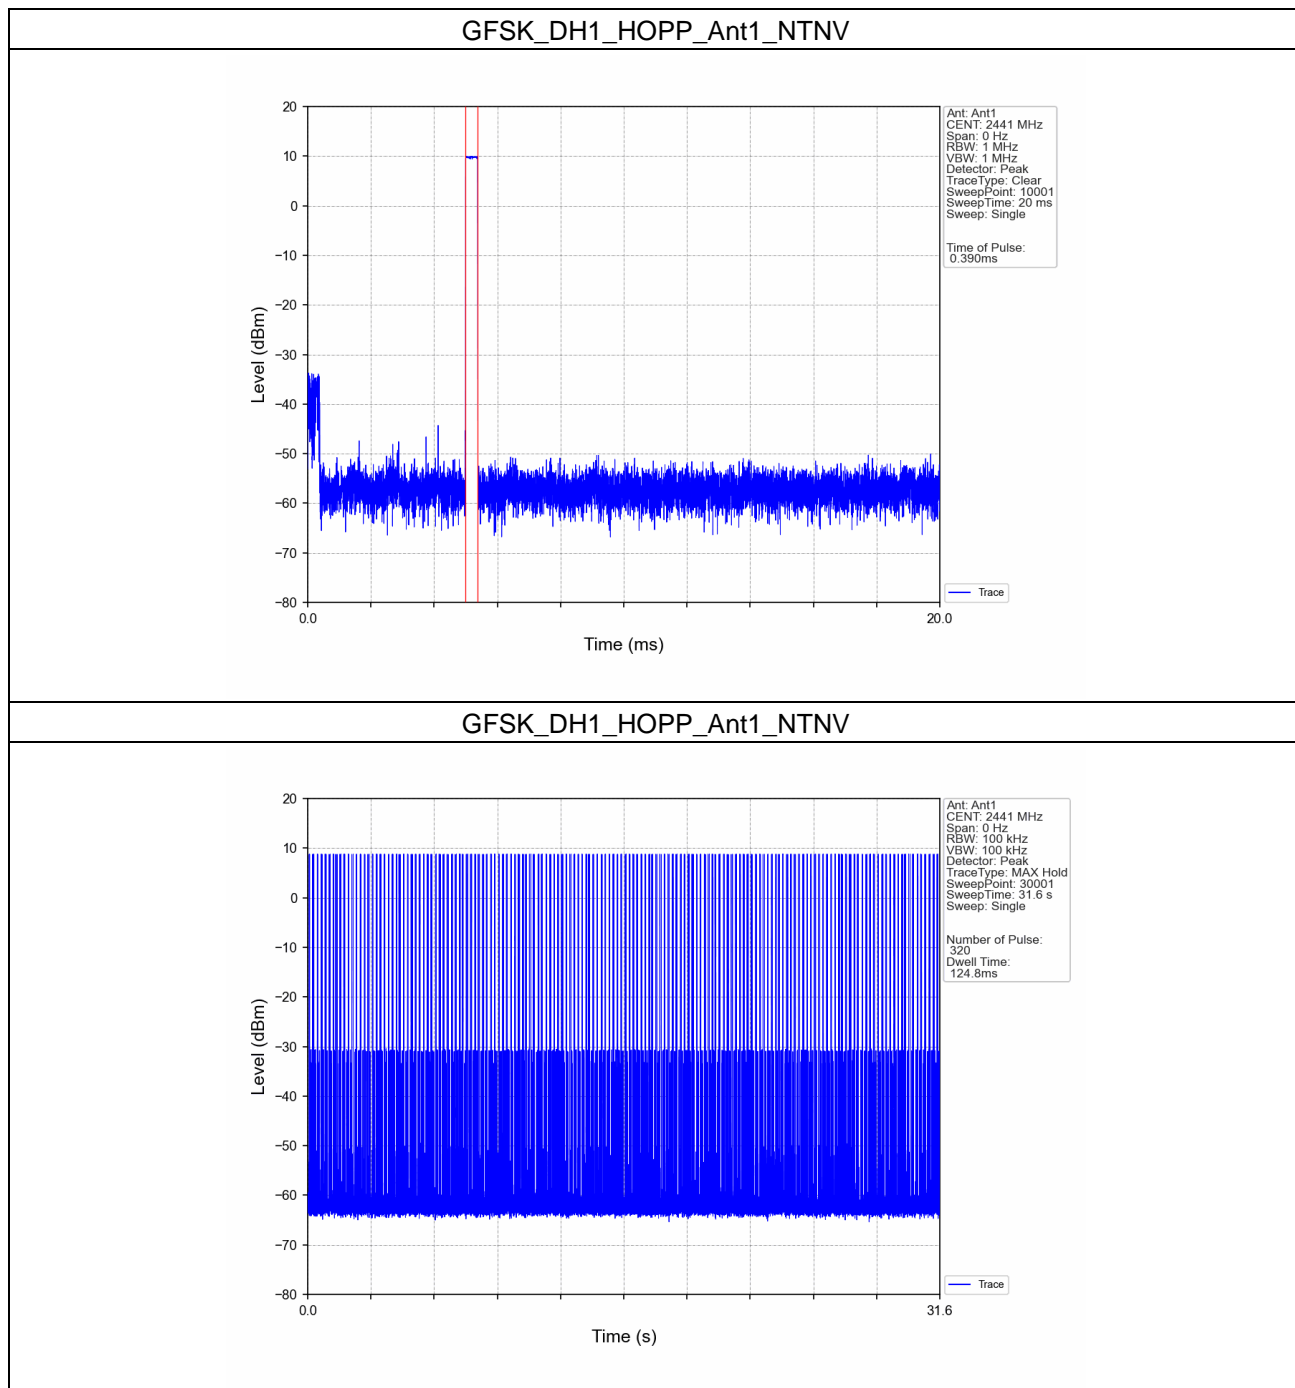 GFSK_DH1_HOPP_Ant1_NTNV
20
10
0
−10
−20
−30
−40
−50
−60
−70
−80
Level (dBm)
0.0
20.0
Time (ms)
Ant: Ant1
CENT: 2441 MHz
Span: 0 Hz
RBW: 1 MHz
VBW: 1 MHz
Detector: Peak
TraceType: Clear
SweepPoint: 10001
SweepTime: 20 ms
Sweep: Single
Time of Pulse:
0.390ms
Trace
GFSK_DH1_HOPP_Ant1_NTNV
20
10
0
−10
−20
−30
−40
−50
−60
−70
−80
Level (dBm)
0.0
31.6
Time (s)
Ant: Ant1
CENT: 2441 MHz
Span: 0 Hz
RBW: 100 kHz
VBW: 100 kHz
Detector: Peak
TraceType: MAX Hold
SweepPoint: 30001
SweepTime: 31.6 s
Sweep: Single
Number of Pulse:
320
Dwell Time:
124.8ms
Trace